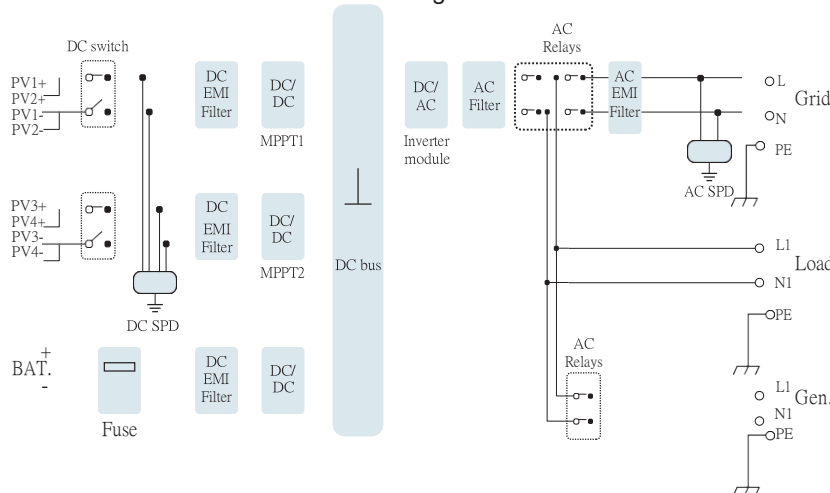 DC switch
PV1+
PV2+
PV1-
PV2-
DC
EMI
Filter
DC/
DC
MPPT1
PV3+
PV4+
PV3-
PV4-
DC
EMI
Filter
DC/
DC
MPPT2
DC SPD
BAT.
+
-
Fuse
DC
EMI
Filter
DC/
DC
DC bus
DC/
AC
Inverter
module
AC
Filter
AC
Relays
AC
EMI
Filter
L
Grid
N
PE
AC SPD
L1
Load
N1
PE
AC
Relays
L1
Gen.
N1
PE